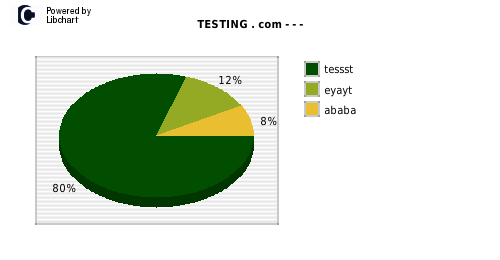 Powered by
Libchart
TESTING . com - - -
tessst
eyayt
ababa
12%
8%
80%